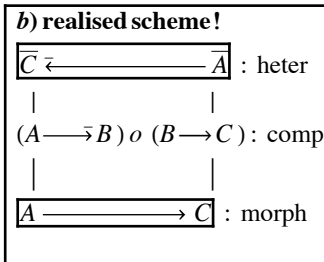 b) realised scheme!
C̅ ←̅ A̅ : heter
| |
(A ⟶ B̅) o (B ⟶ C) : comp
| |
A ⟶ C : morph